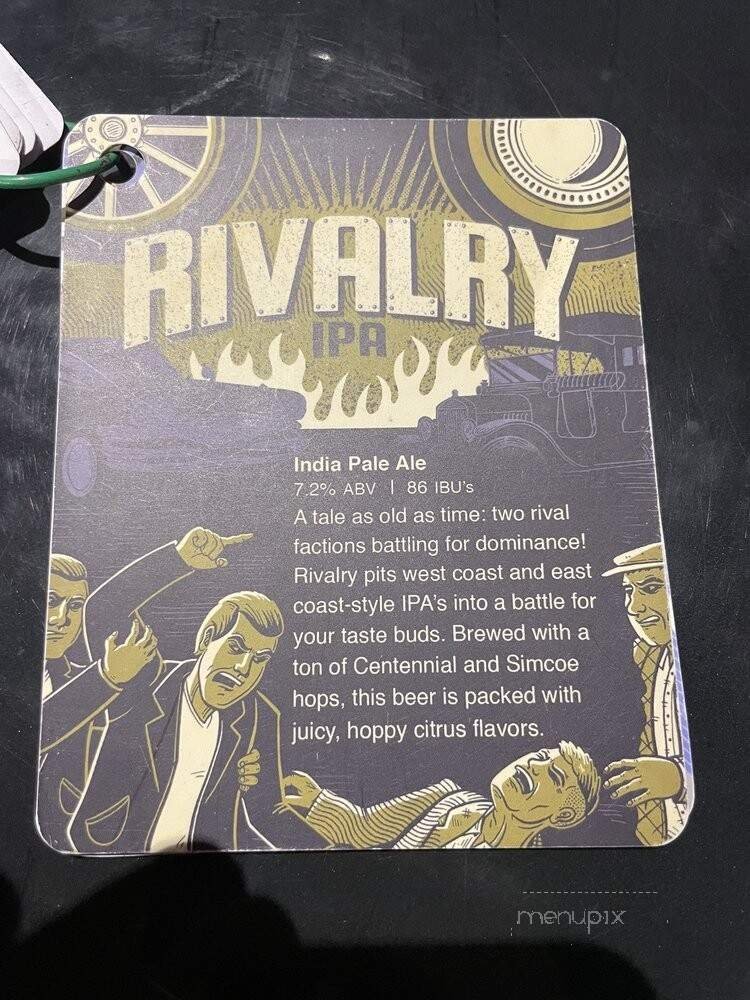 RIVALRY
IPA
India Pale Ale
7.2% ABV | 86 IBU's
A tale as old as time: two rival
factions battling for dominance!
Rivalry pits west coast and east
coast-style IPA's into a battle for
your taste buds. Brewed with a
ton of Centennial and Simcoe
hops, this beer is packed with
juicy, hoppy citrus flavors.
menupix